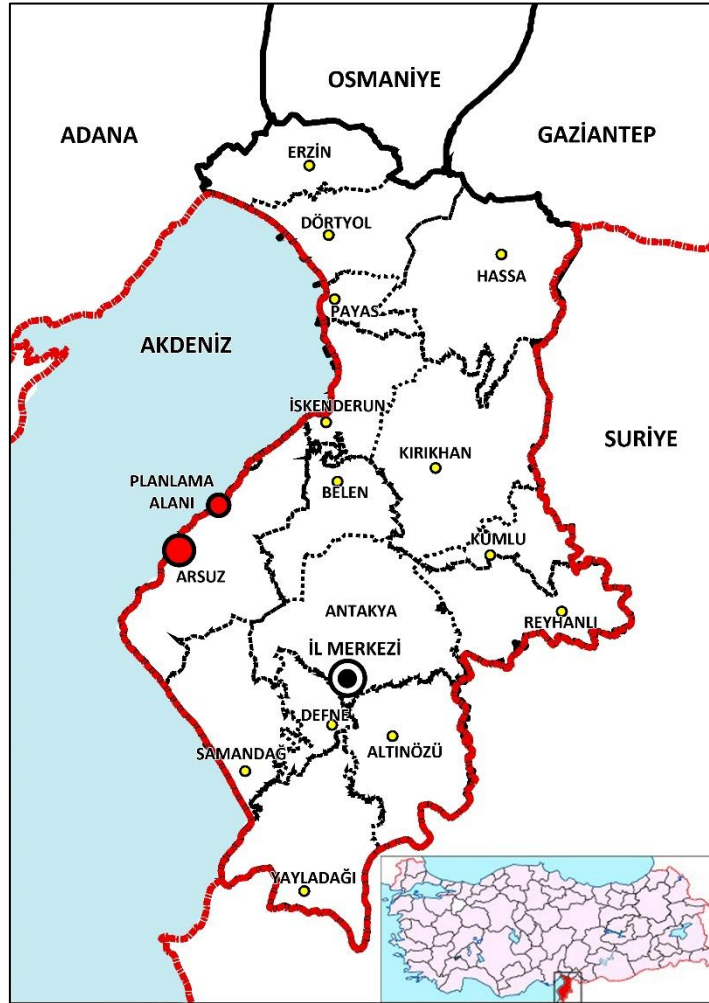 OSMANİYE
ADANA
GAZİANTEP
ERZİN
DÖRTYOL
HASSA
PAYAS
AKDENİZ
İSKENDERUN
SURİYE
KIRIKHAN
PLANLAMA
ALANI
BELEN
KUMLU
ARSUZ
ANTAKYA
REYHANLI
İL MERKEZİ
DEFNE
SAMANDAĞ
ALTINÖZÜ
YAYLADAĞI